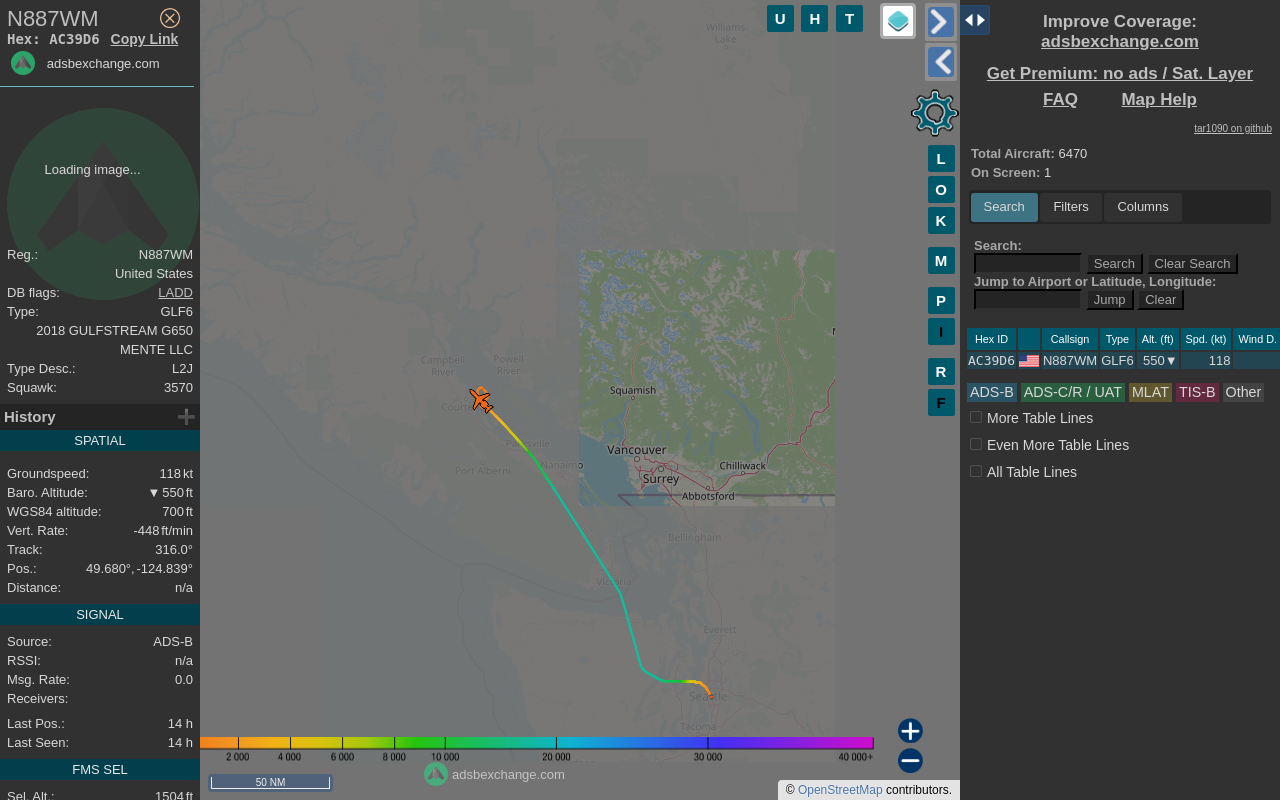 N887WM
Hex: AC39D6 Copy Link
adsbexchange.com
Loading image...
Reg.: N887WM
United States
DB flags: LADD
Type: GLF6
2018 GULFSTREAM G650
MENTE LLC
Type Desc.: L2J
Squawk: 3570
History
SPATIAL
Groundspeed: 118 kt
Baro. Altitude: ▼ 550 ft
WGS84 altitude: 700 ft
Vert. Rate: -448 ft/min
Track: 316.0°
Pos.: 49.680°, -124.839°
Distance: n/a
SIGNAL
Source: ADS-B
RSSI: n/a
Msg. Rate: 0.0
Receivers:
Last Pos.: 14 h
Last Seen: 14 h
FMS SEL
Sel. Alt.: 1504 ft
U H T
Williams-
Lake
L
O
K
M
P
I
R
F
Campbell
River
Powell
River
Squamish
Vancouver
Surrey
Chilliwack
Abbotsford
Port Alberni
Nanaimo
Bellingham
Victoria
Everett
Seattle
Tacoma
2 000 4 000 6 000 8 000 10 000 20 000 30 000 40 000+
50 NM
adsbexchange.com
© OpenStreetMap contributors.
Improve Coverage:
adsbexchange.com
Get Premium: no ads / Sat. Layer
FAQ Map Help
tar1090 on github
Total Aircraft: 6470
On Screen: 1
Search Filters Columns
Search:
Search Clear Search
Jump to Airport or Latitude, Longitude:
Jump Clear
Hex ID Callsign Type Alt. (ft) Spd. (kt) Wind D.
AC39D6 N887WM GLF6 550▼ 118
ADS-B ADS-C/R / UAT MLAT TIS-B Other
More Table Lines
Even More Table Lines
All Table Lines